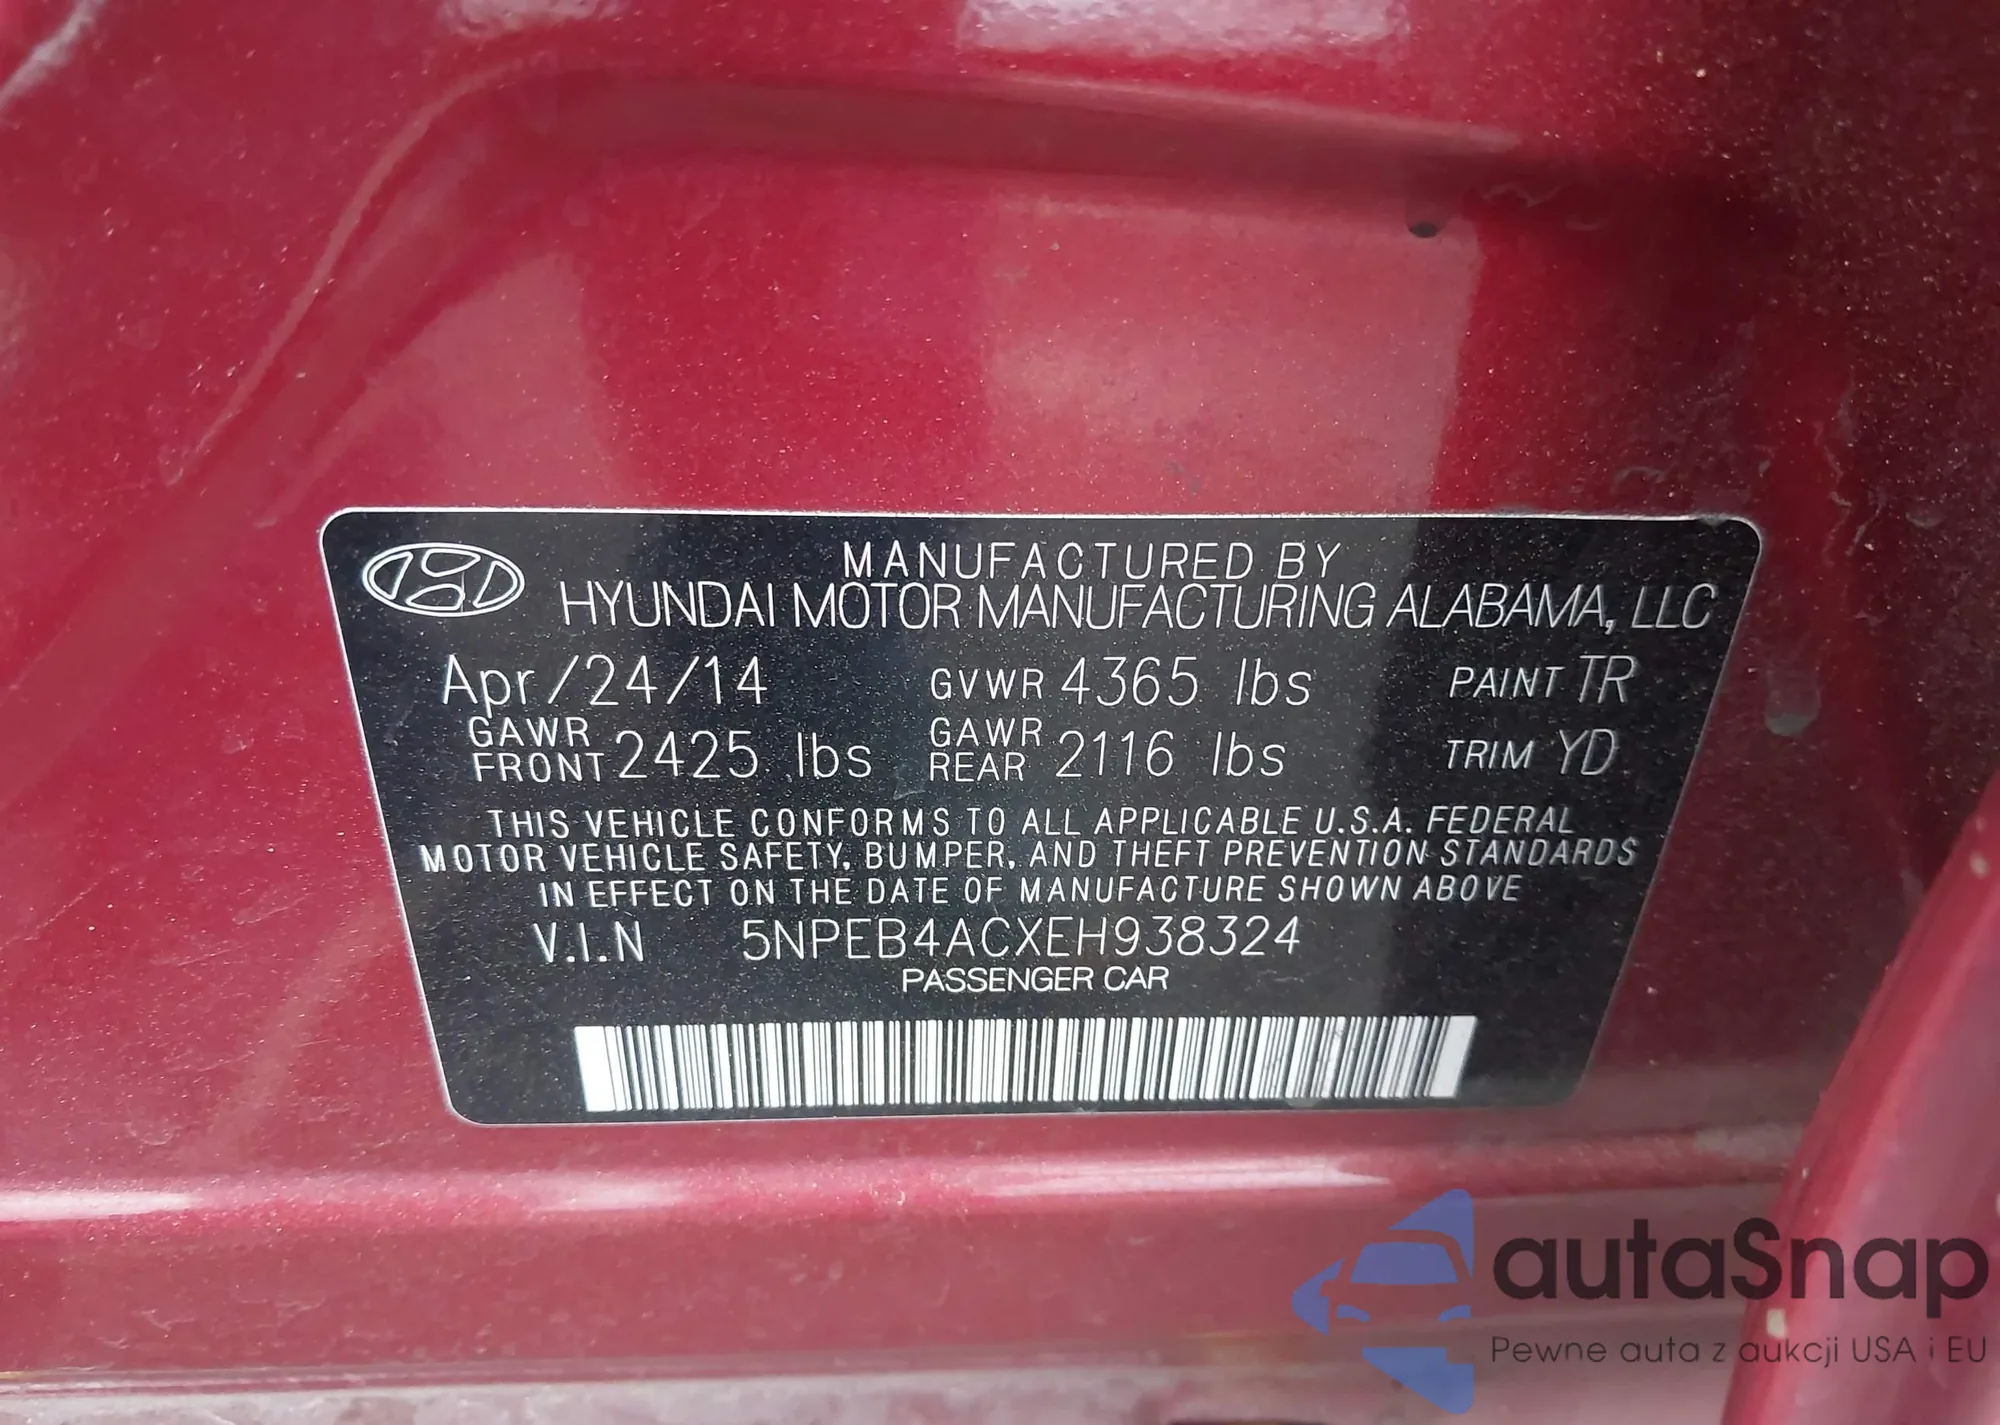 MANUFACTURED BY
HYUNDAI MOTOR MANUFACTURING ALABAMA, LLC
Apr/24/14 GVWR 4365 lbs PAINT TR
GAWR FRONT 2425 lbs GAWR REAR 2116 lbs TRIM YD
THIS VEHICLE CONFORMS TO ALL APPLICABLE U.S.A. FEDERAL
MOTOR VEHICLE SAFETY, BUMPER, AND THEFT PREVENTION STANDARDS
IN EFFECT ON THE DATE OF MANUFACTURE SHOWN ABOVE
V.I.N 5NPEB4ACXEH938324
PASSENGER CAR
autaSnap
Pewne auta z aukcji USA i EU